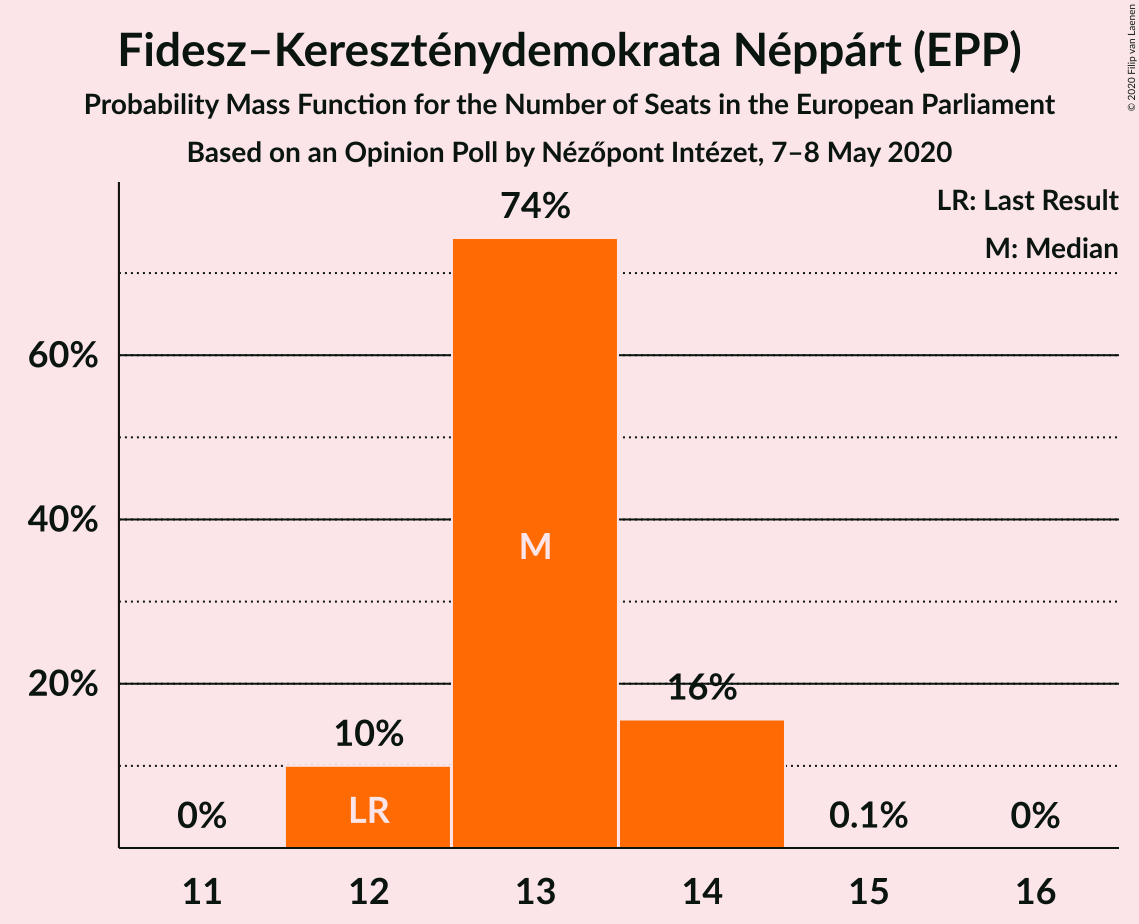 Fidesz–Kereszténydemokrata Néppárt (EPP)
Probability Mass Function for the Number of Seats in the European Parliament
Based on an Opinion Poll by Nézőpont Intézet, 7–8 May 2020
© 2020 Filip van Laenen
LR: Last Result
M: Median
74%
60%
40%
M
20%
16%
10%
LR
0%
0.1%
0%
11 12 13 14 15 16